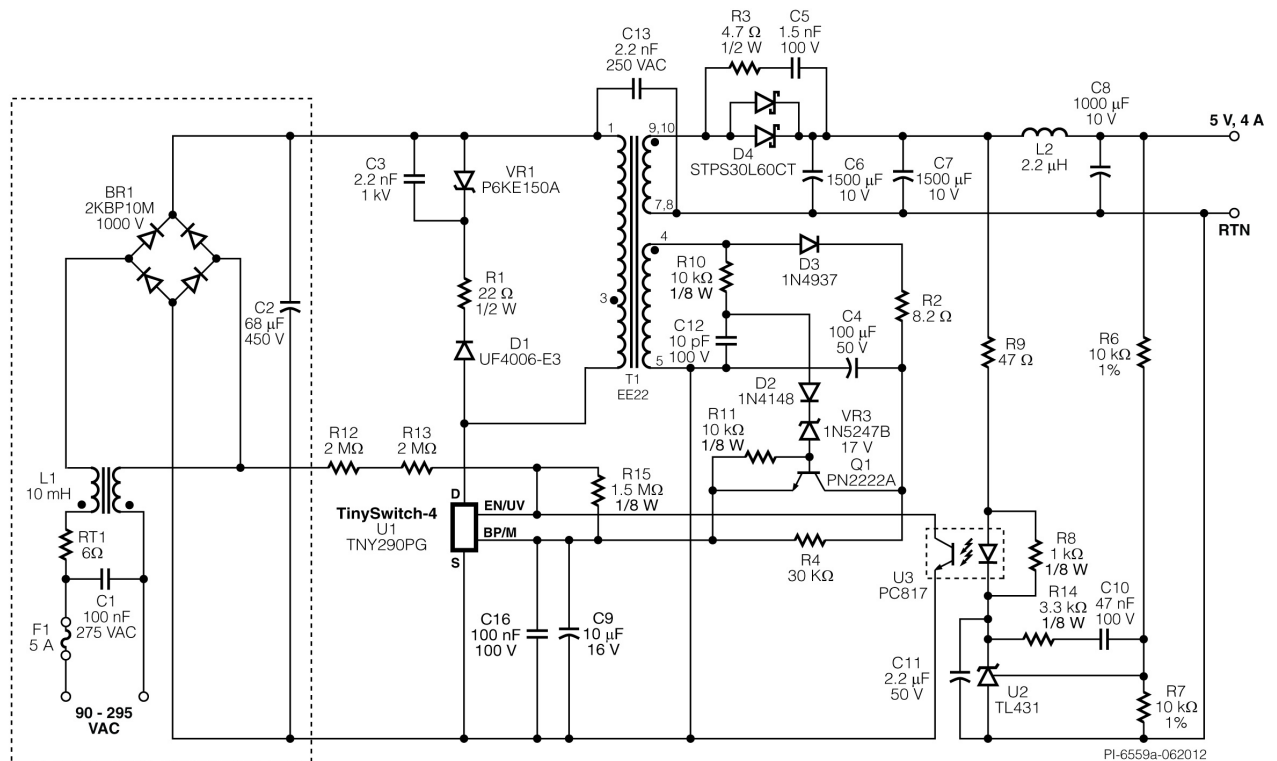 C13
2.2 nF
250 VAC
R3
4.7 Ω
1/2 W
C5
1.5 nF
100 V
C8
1000 μF
10 V
5 V, 4 A
1
9,10
D4
STPS30L60CT
C6
1500 μF
10 V
C7
1500 μF
10 V
L2
2.2 μH
7,8
RTN
C3
2.2 nF
1 kV
VR1
P6KE150A
BR1
2KBP10M
1000 V
4
R10
10 kΩ
1/8 W
D3
1N4937
R1
22 Ω
1/2 W
3
C2
68 μF
450 V
C12
10 pF
100 V
C4
100 μF
50 V
R2
8.2 Ω
R9
47 Ω
R6
10 kΩ
1%
D1
UF4006-E3
5
T1
EE22
D2
1N4148
R11
10 kΩ
1/8 W
VR3
1N5247B
17 V
Q1
PN2222A
R12
2 MΩ
R13
2 MΩ
R15
1.5 MΩ
1/8 W
L1
10 mH
D
EN/UV
TinySwitch-4
U1
TNY290PG
BP/M
S
RT1
6Ω
R4
30 KΩ
U3
PC817
R8
1 kΩ
1/8 W
R14
3.3 kΩ
1/8 W
C10
47 nF
100 V
C1
100 nF
275 VAC
F1
5 A
C16
100 nF
100 V
C9
10 μF
16 V
C11
2.2 μF
50 V
U2
TL431
R7
10 kΩ
1%
90 - 295
VAC
PI-6559a-062012